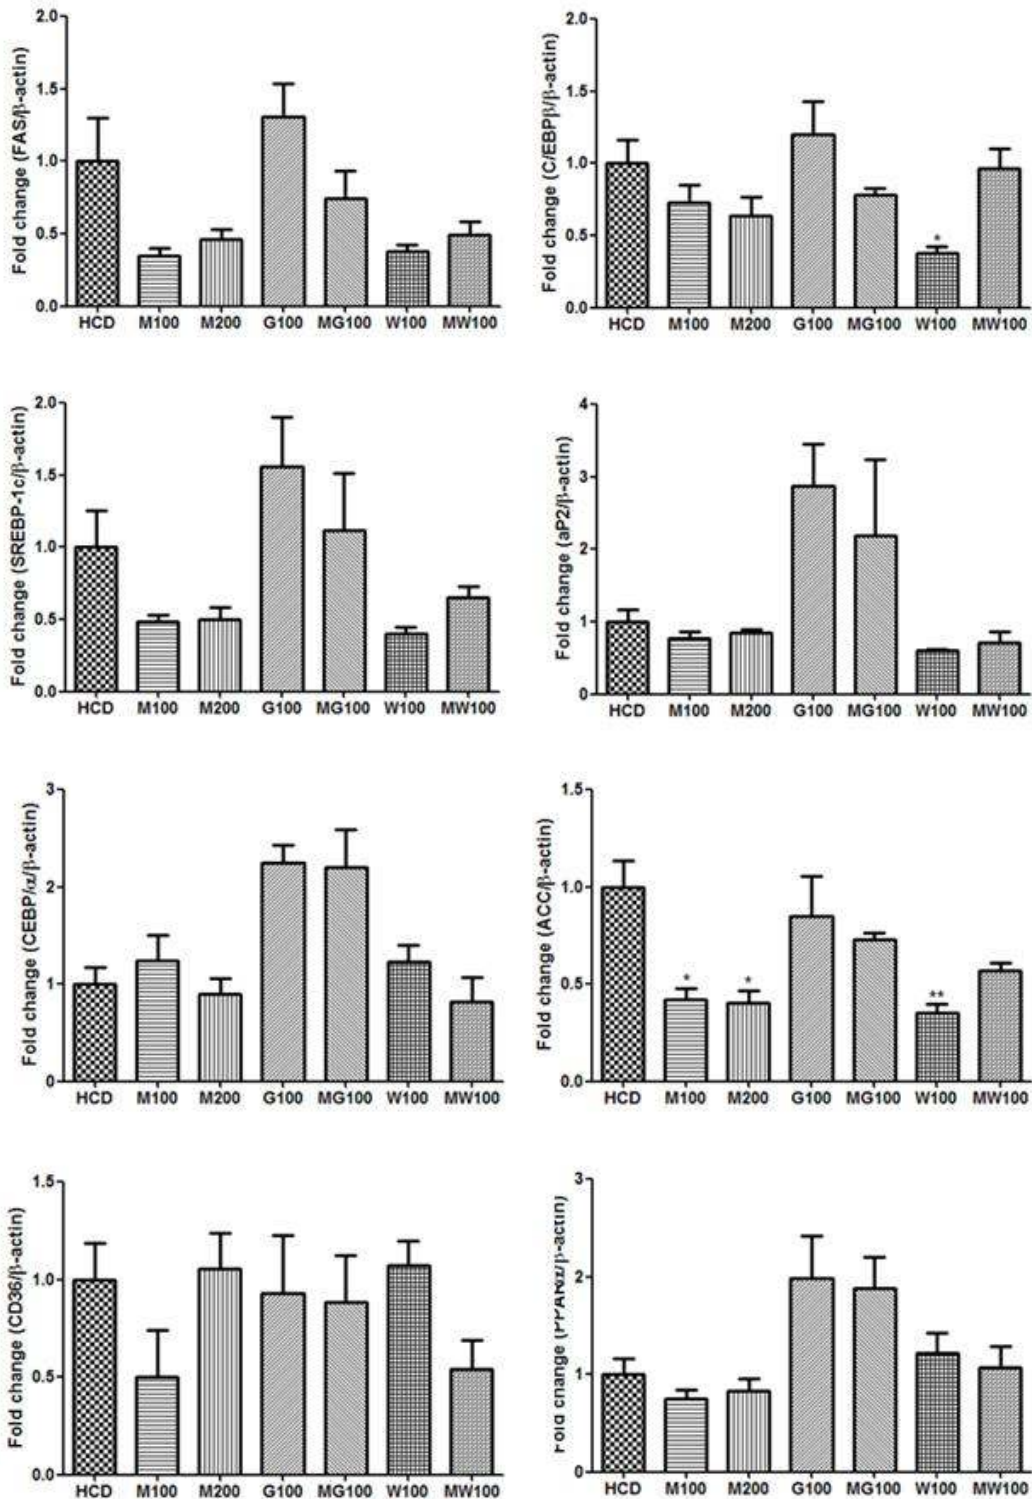 Fold change (FAS/β-actin)
2.0
1.5
1.0
0.5
0.0
HCD M100 M200 G100 MG100 W100 MW100
Fold change (C/EBPβ/β-actin)
2.0
1.5
1.0
0.5
0.0
*
HCD M100 M200 G100 MG100 W100 MW100
Fold change (SREBP-1c/β-actin)
2.0
1.5
1.0
0.5
0.0
HCD M100 M200 G100 MG100 W100 MW100
Fold change (aP2/β-actin)
4
3
2
1
0
HCD M100 M200 G100 MG100 W100 MW100
Fold change (CEBP/α/β-actin)
3
2
1
0
HCD M100 M200 G100 MG100 W100 MW100
Fold change (ACC/β-actin)
1.5
1.0
0.5
0.0
* * **
HCD M100 M200 G100 MG100 W100 MW100
Fold change (CD36/β-actin)
1.5
1.0
0.5
0.0
HCD M100 M200 G100 MG100 W100 MW100
Fold change (PPARα/β-actin)
3
2
1
0
HCD M100 M200 G100 MG100 W100 MW100